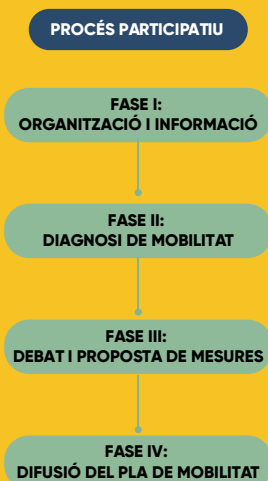 PROCÉS PARTICIPATIU
FASE I:
ORGANITZACIÓ I INFORMACIÓ
FASE II:
DIAGNOSI DE MOBILITAT
FASE III:
DEBAT I PROPOSTA DE MESURES
FASE IV:
DIFUSIÓ DEL PLA DE MOBILITAT